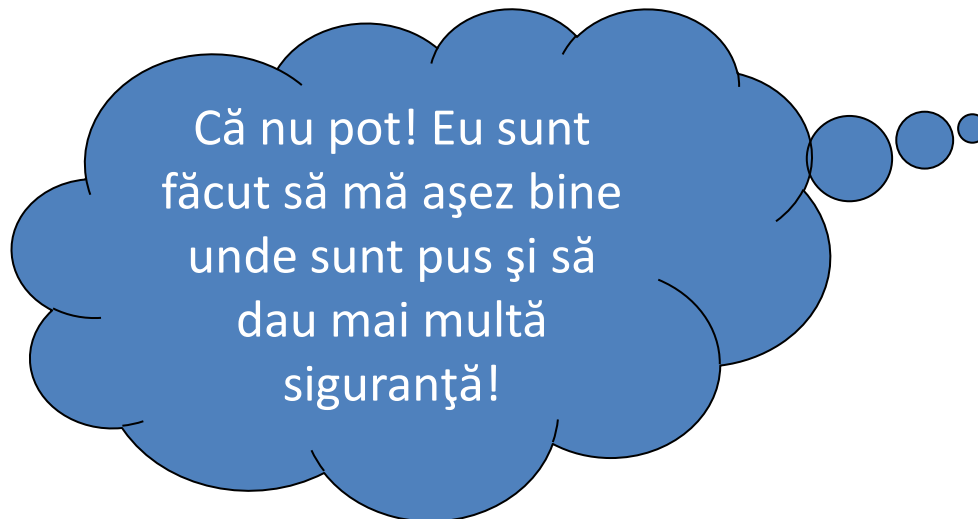 Că nu pot! Eu sunt
făcut să mă aşez bine
unde sunt pus şi să
dau mai multă
siguranţă!